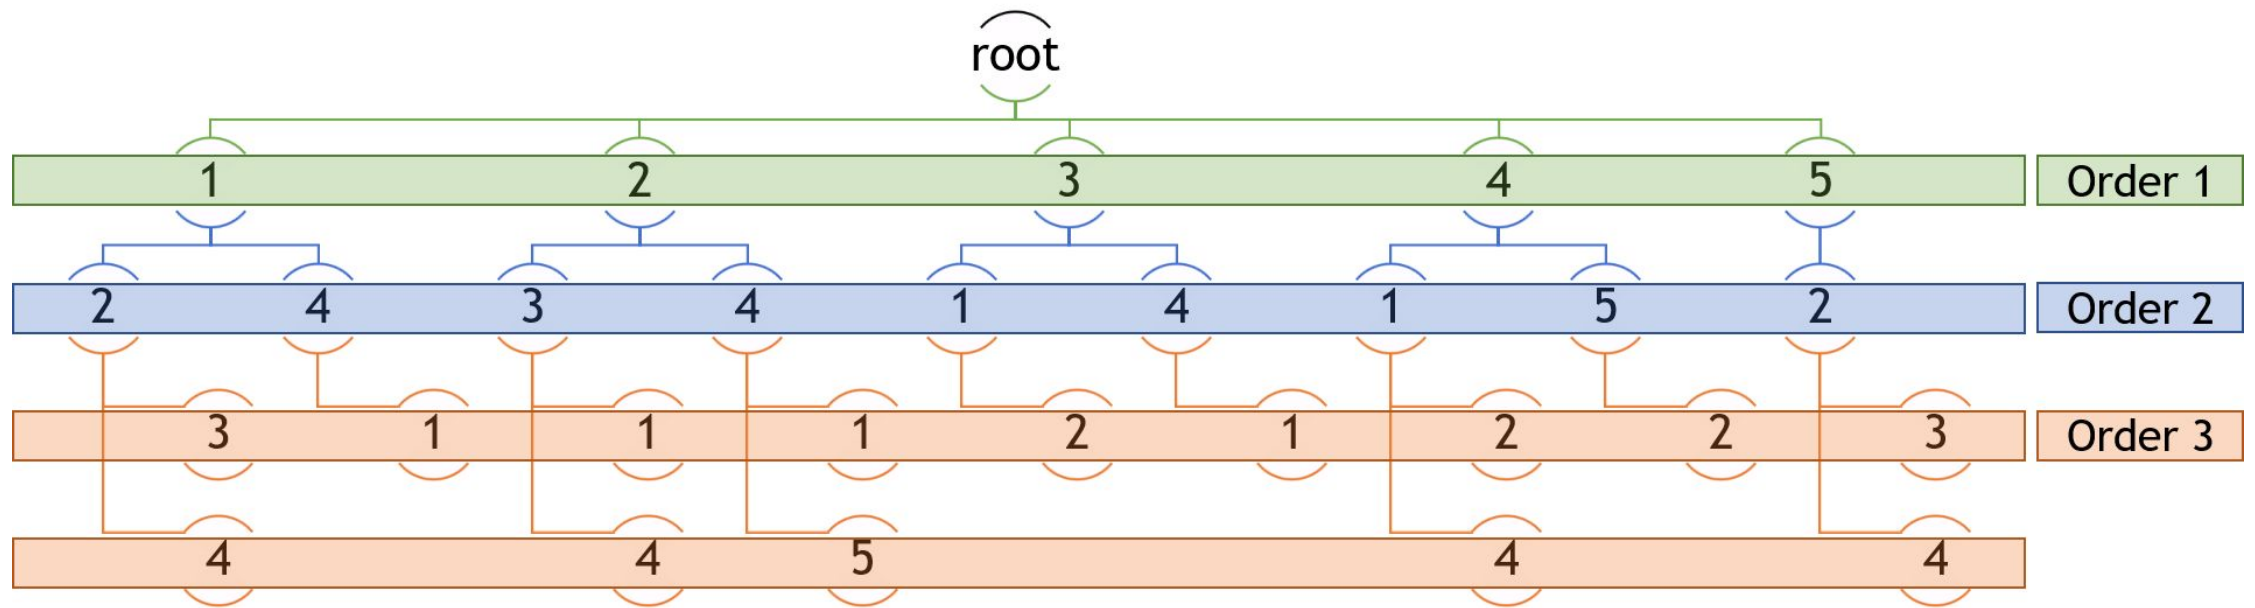 root
1 2 3 4 5 Order 1
2 4 3 4 1 4 1 5 2 Order 2
3 1 1 1 2 1 2 2 3 Order 3
4 4 5 4 4